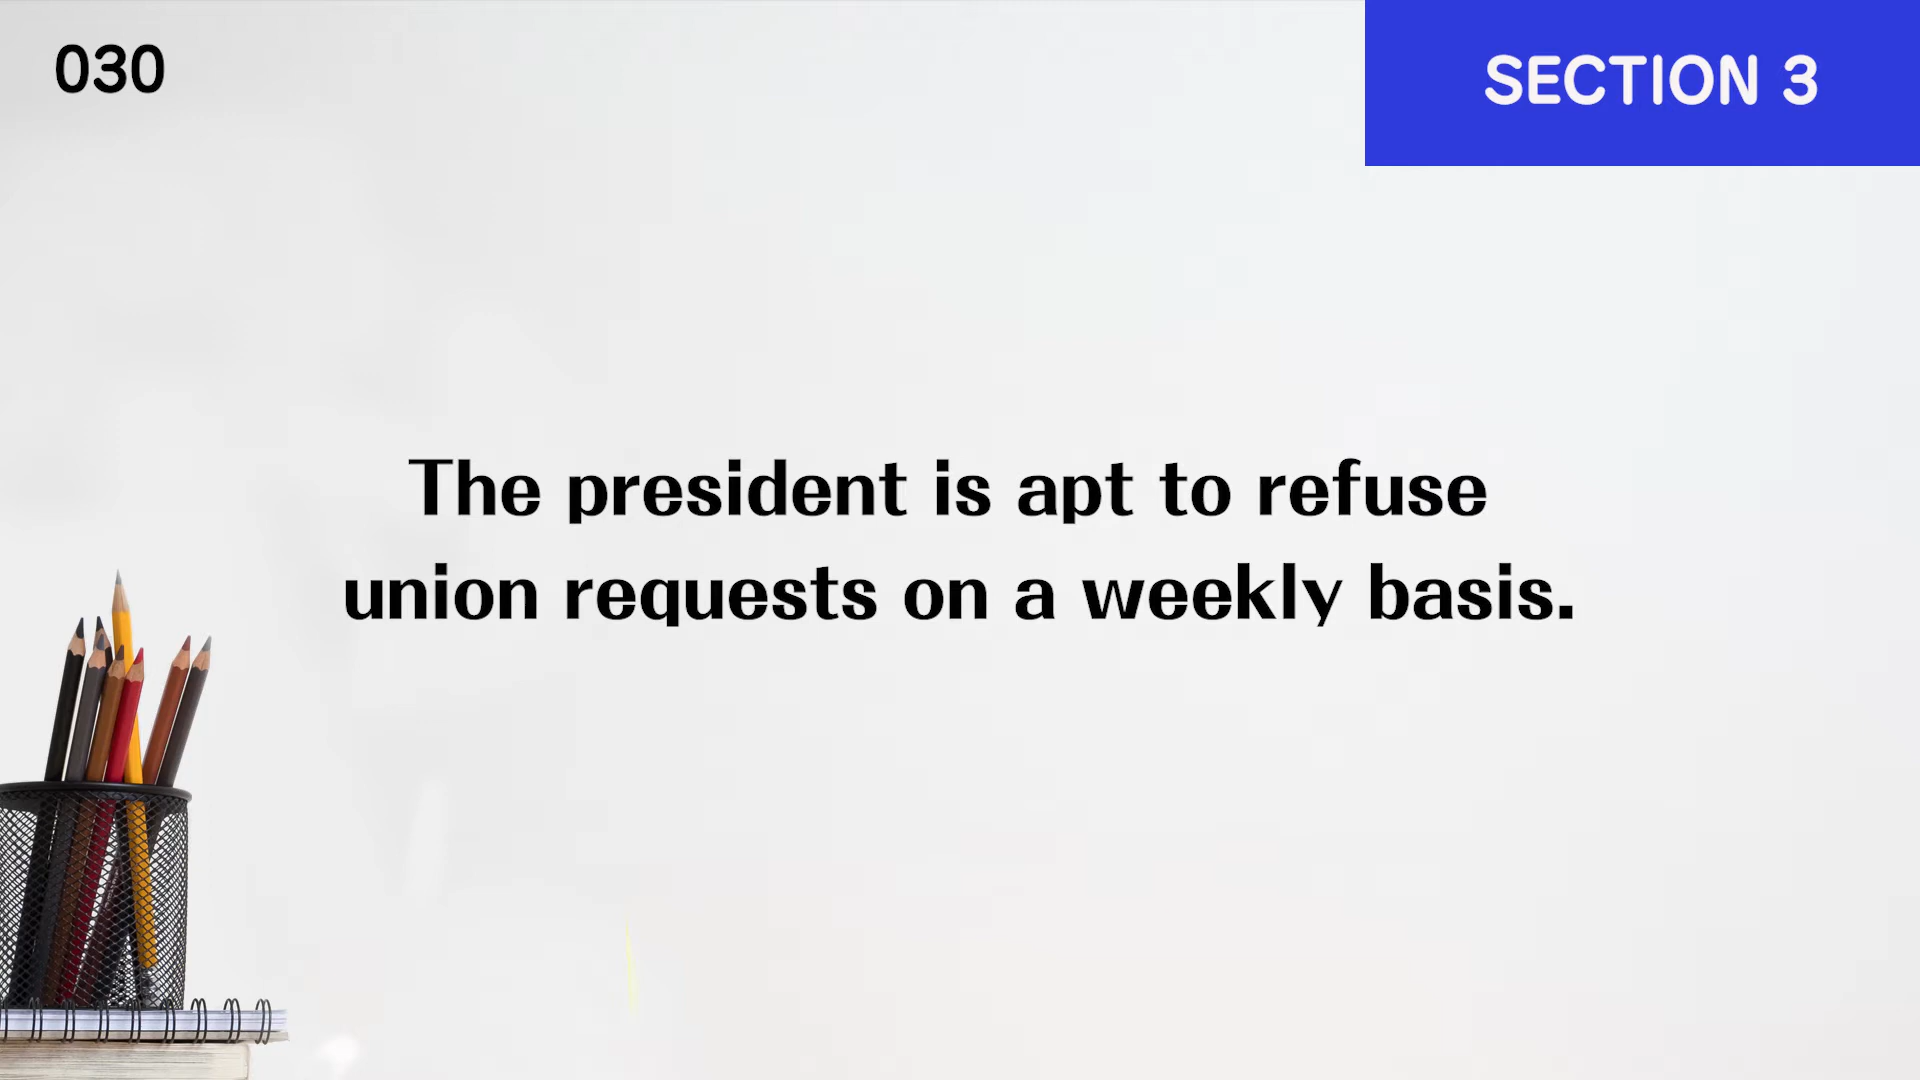 030
SECTION 3
The president is apt to refuse
union requests on a weekly basis.